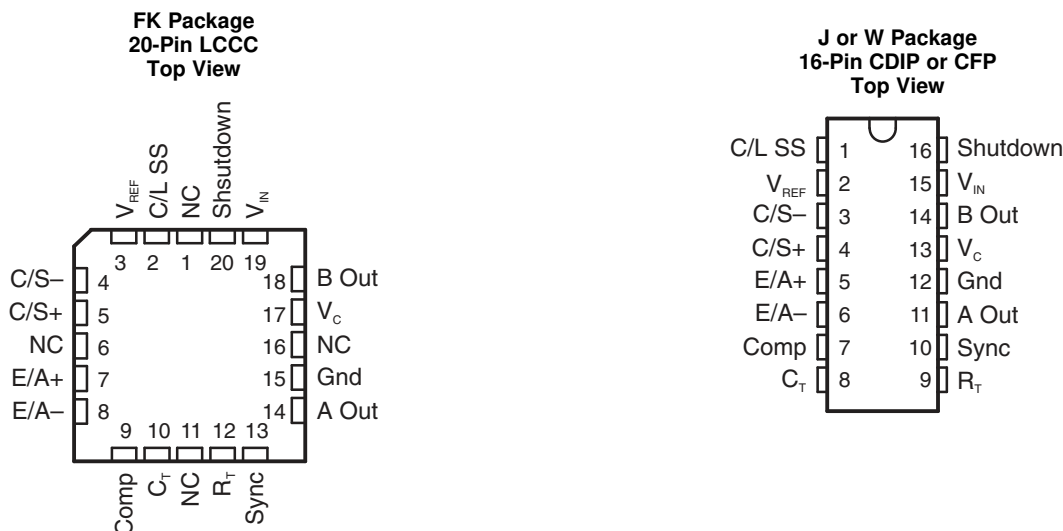 FK Package
20-Pin LCCC
Top View
V_REF
C/L SS
NC
Shsutdown
V_IN
3 2 1 20 19
C/S– 4
C/S+ 5
NC 6
E/A+ 7
E/A– 8
18 B Out
17 V_C
16 NC
15 Gnd
14 A Out
9 10 11 12 13
Comp
C_T
NC
R_T
Sync
J or W Package
16-Pin CDIP or CFP
Top View
C/L SS 1 16 Shutdown
V_REF 2 15 V_IN
C/S– 3 14 B Out
C/S+ 4 13 V_C
E/A+ 5 12 Gnd
E/A– 6 11 A Out
Comp 7 10 Sync
C_T 8 9 R_T